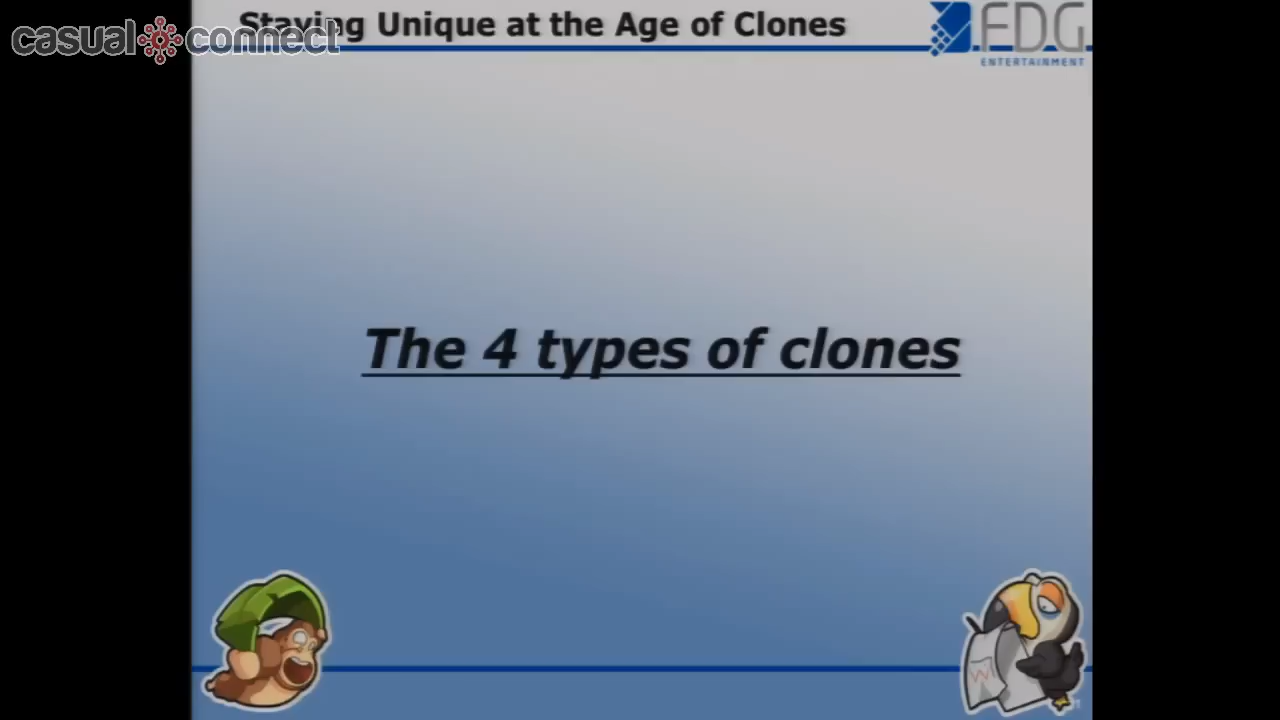 Staying Unique at the Age of Clones
casual connect
FDG
ENTERTAINMENT
The 4 types of clones